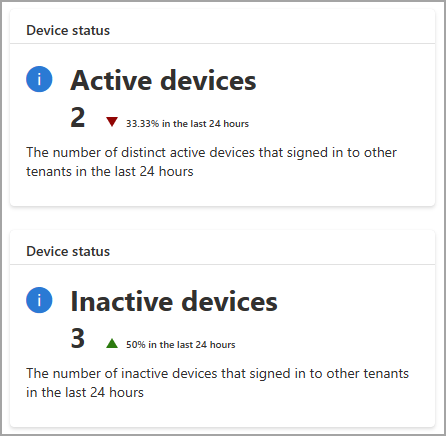 Device status
Active devices
2 33.33% in the last 24 hours
The number of distinct active devices that signed in to other
tenants in the last 24 hours
Device status
Inactive devices
3 50% in the last 24 hours
The number of inactive devices that signed in to other tenants
in the last 24 hours